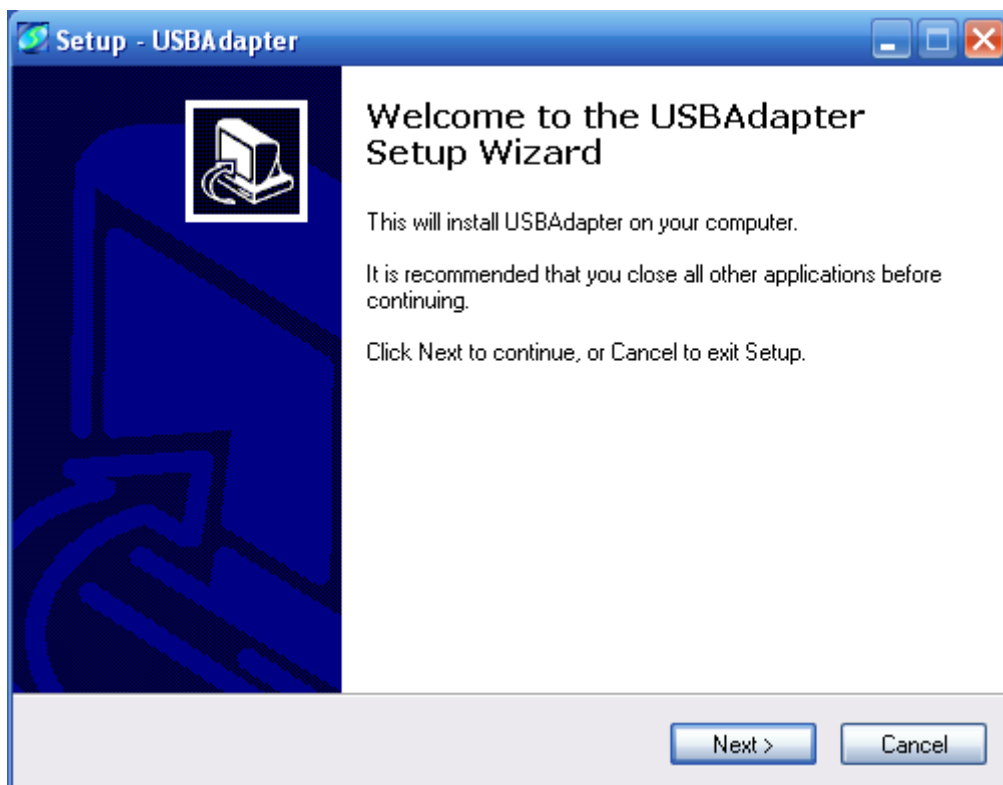 Setup - USBAdapter
Welcome to the USBAdapter
Setup Wizard
This will install USBAdapter on your computer.
It is recommended that you close all other applications before
continuing.
Click Next to continue, or Cancel to exit Setup.
Next >
Cancel